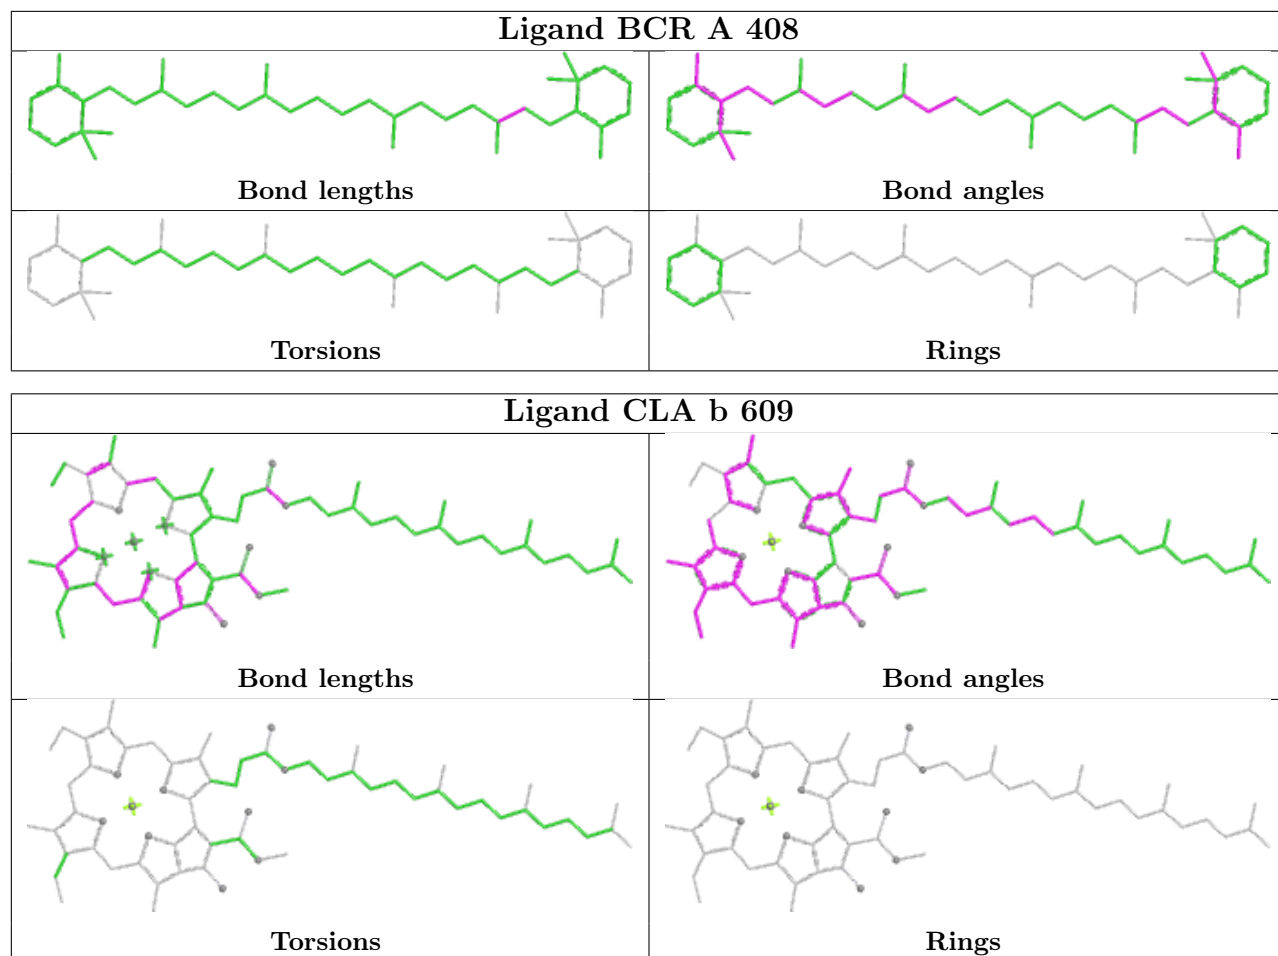 Ligand BCR A 408
Bond lengths
Bond angles
Torsions
Rings
Ligand CLA b 609
Bond lengths
Bond angles
Torsions
Rings